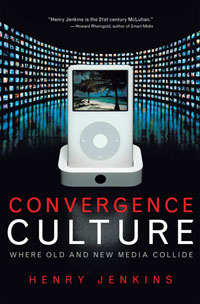 "Henry Jenkins is the 21st century McLuhan."
— Howard Rheingold, author of Smart Mobs
CONVERGENCE
CULTURE
WHERE OLD AND NEW MEDIA COLLIDE
HENRY JENKINS